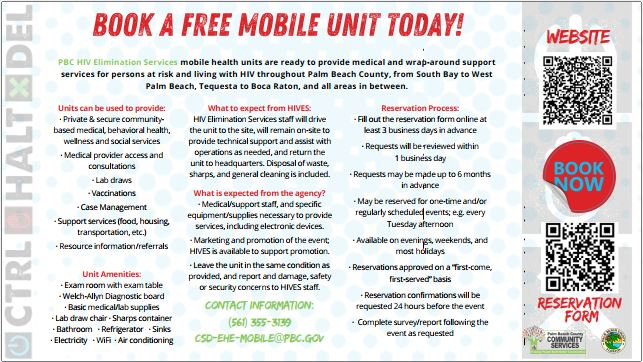 BOOK A FREE MOBILE UNIT TODAY!
PBC HIV Elimination Services mobile health units are ready to provide medical and wrap-around support
services for persons at risk and living with HIV throughout Palm Beach County, from South Bay to West
Palm Beach, Tequesta to Boca Raton, and all areas in between.
Units can be used to provide:
· Private & secure community-
based medical, behavioral health,
wellness and social services
· Medical provider access and
consultations
· Lab draws
· Vaccinations
· Case Management
· Support services (food, housing,
transportation, etc.)
· Resource information/referrals
Unit Amenities:
· Exam room with exam table
· Welch-Allyn Diagnostic board
· Basic medical/lab supplies
· Lab draw chair · Sharps container
· Bathroom · Refrigerator · Sinks
· Electricity · WiFi · Air conditioning
What to expect from HIVES:
HIV Elimination Services staff will drive
the unit to the site, will remain on-site to
provide technical support and assist with
operations as needed, and return the
unit to headquarters. Disposal of waste,
sharps, and general cleaning is included.
What is expected from the agency?
· Medical/support staff, and specific
equipment/supplies necessary to provide
services, including electronic devices.
· Marketing and promotion of the event;
HIVES is available to support promotion.
· Leave the unit in the same condition as
provided, and report and damage, safety
or security concerns to HIVES staff.
CONTACT INFORMATION:
(561) 355-3139
CSD-EHE-MOBILE@PBC.GOV
Reservation Process:
· Fill out the reservation form online at
least 3 business days in advance
· Requests will be reviewed within
1 business day
· Requests may be made up to 6 months
in advance
· May be reserved for one-time and/or
regularly scheduled events; e.g. every
Tuesday afternoon
· Available on evenings, weekends, and
most holidays
· Reservations approved on a "first-come,
first-served" basis
· Reservation confirmations will be
requested 24 hours before the event
· Complete survey/report following the
event as requested
WEBSITE
BOOK
NOW
RESERVATION
FORM
Palm Beach County
COMMUNITY
SERVICES
CTRL HALT DEL